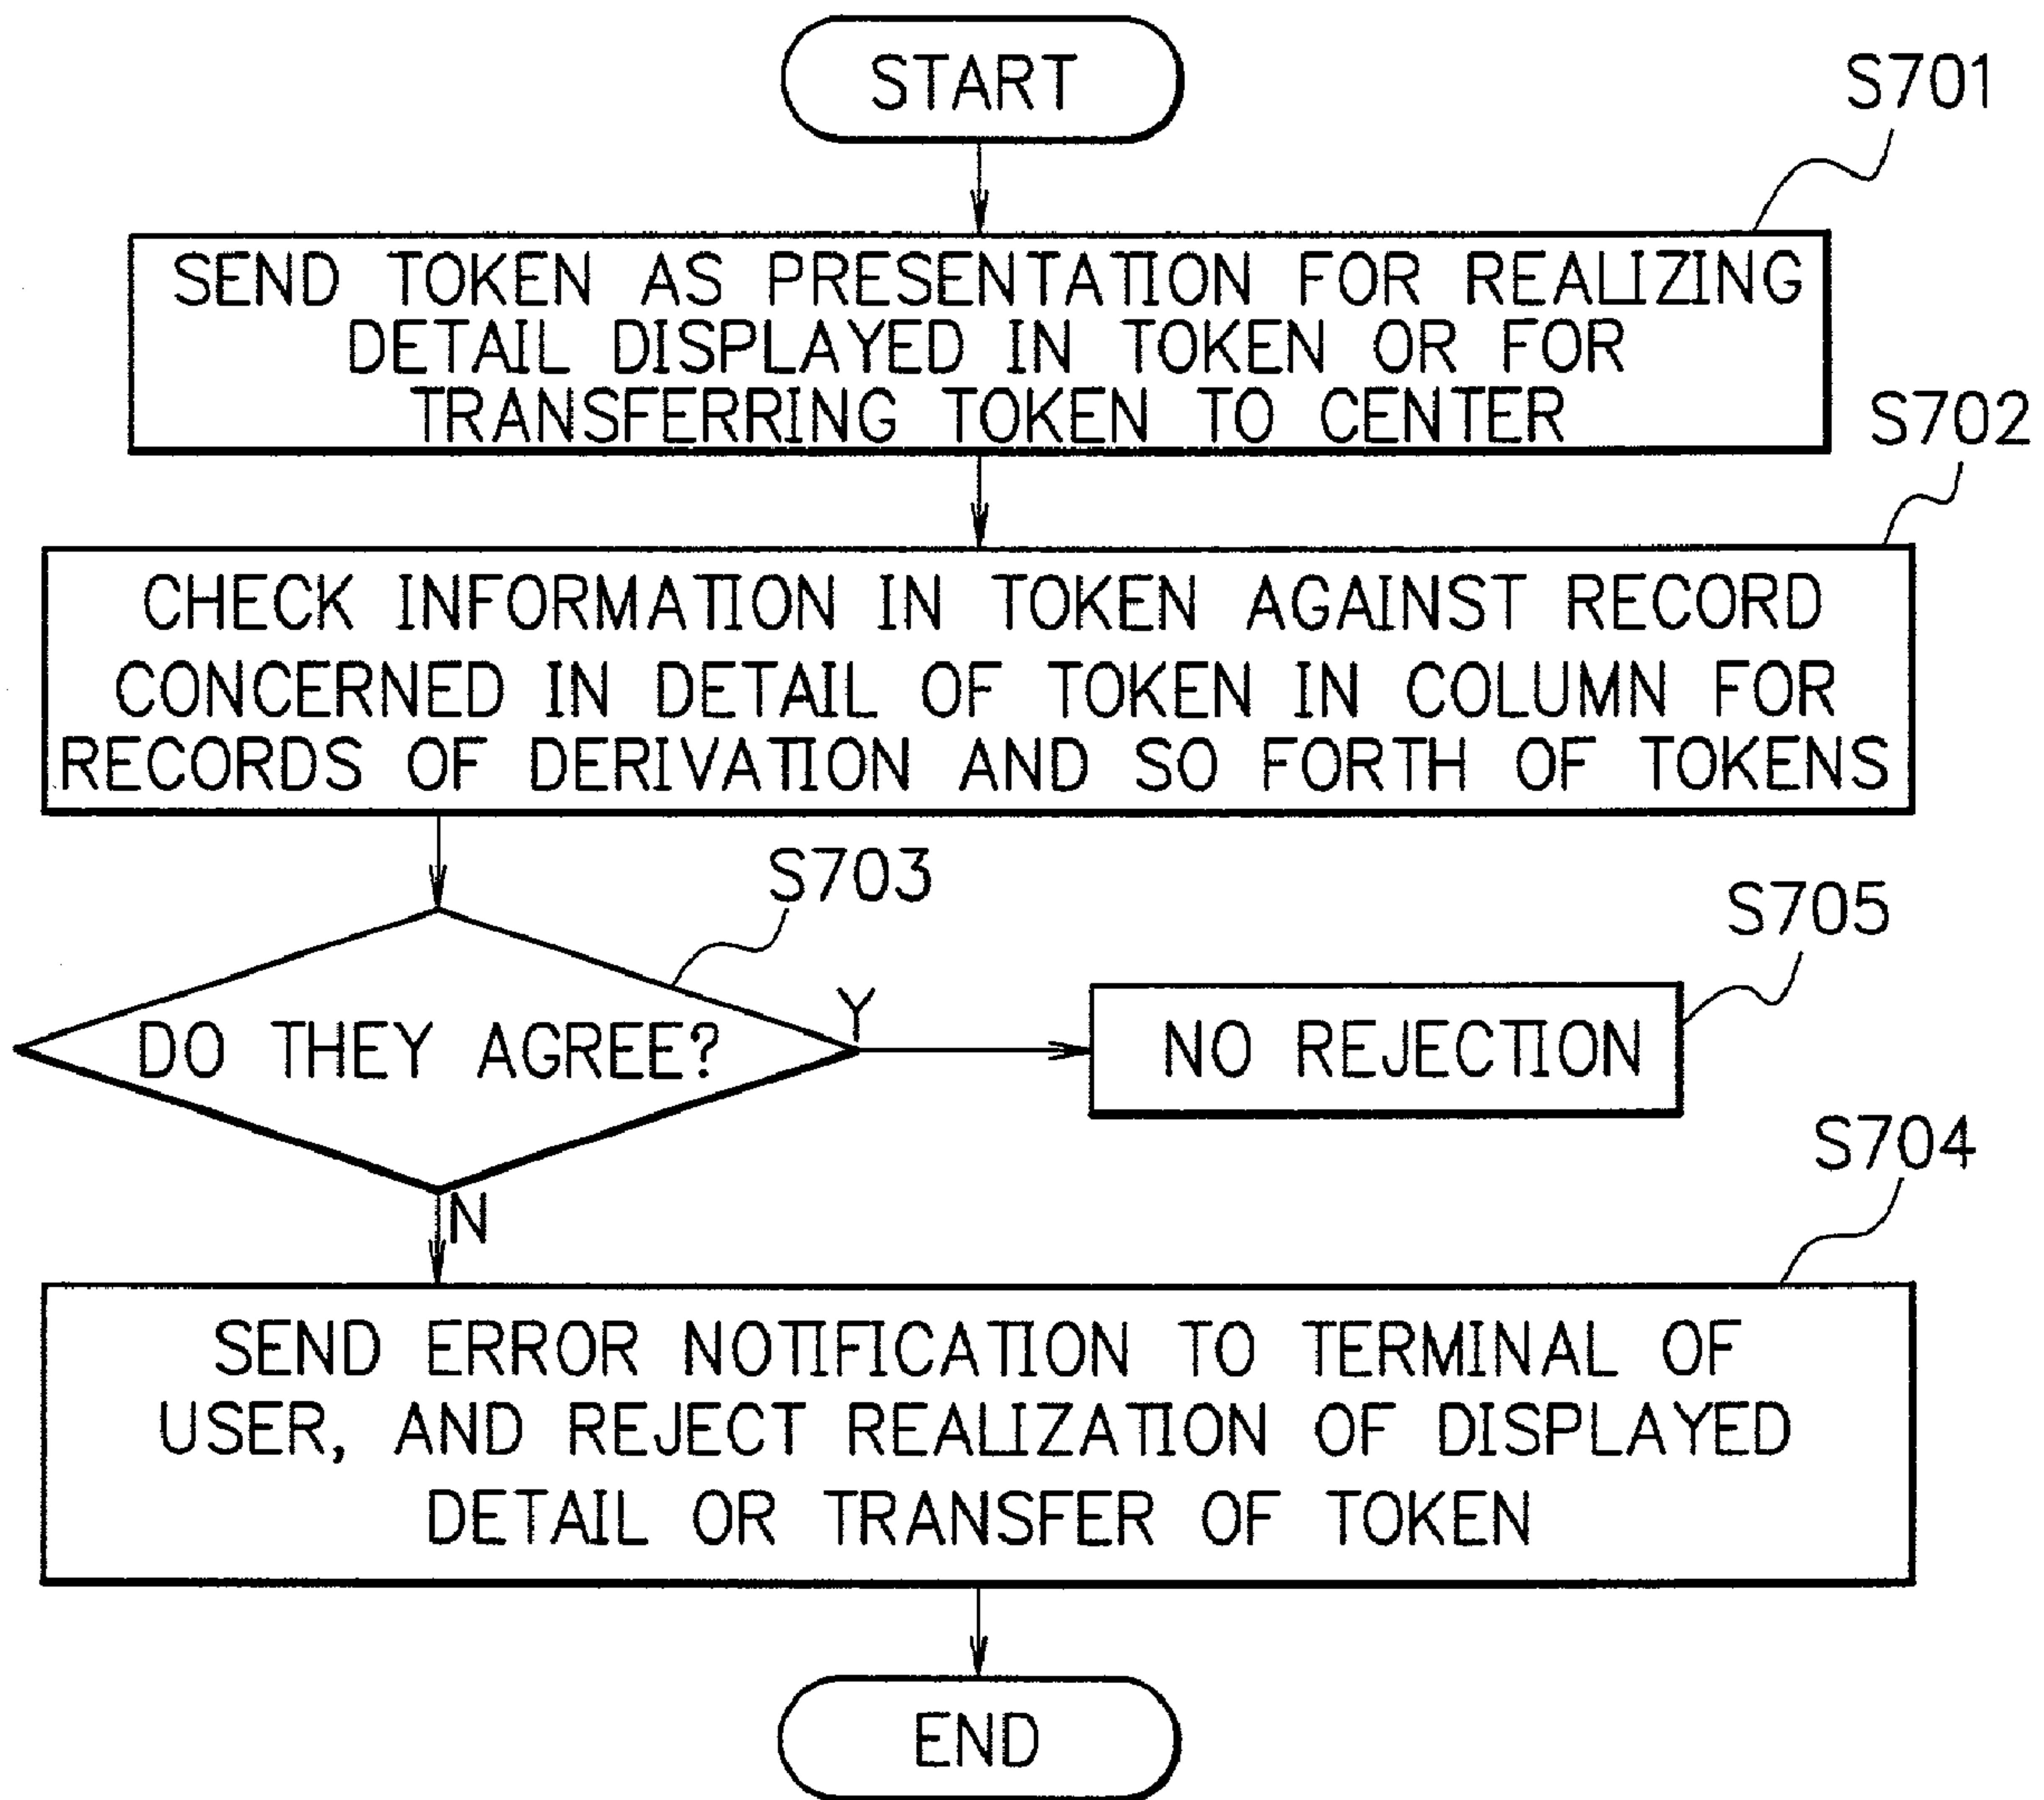 START
S701
SEND TOKEN AS PRESENTATION FOR REALIZING
DETAIL DISPLAYED IN TOKEN OR FOR
TRANSFERRING TOKEN TO CENTER
S702
CHECK INFORMATION IN TOKEN AGAINST RECORD
CONCERNED IN DETAIL OF TOKEN IN COLUMN FOR
RECORDS OF DERIVATION AND SO FORTH OF TOKENS
S703
DO THEY AGREE?
Y
S705
NO REJECTION
N
S704
SEND ERROR NOTIFICATION TO TERMINAL OF
USER, AND REJECT REALIZATION OF DISPLAYED
DETAIL OR TRANSFER OF TOKEN
END